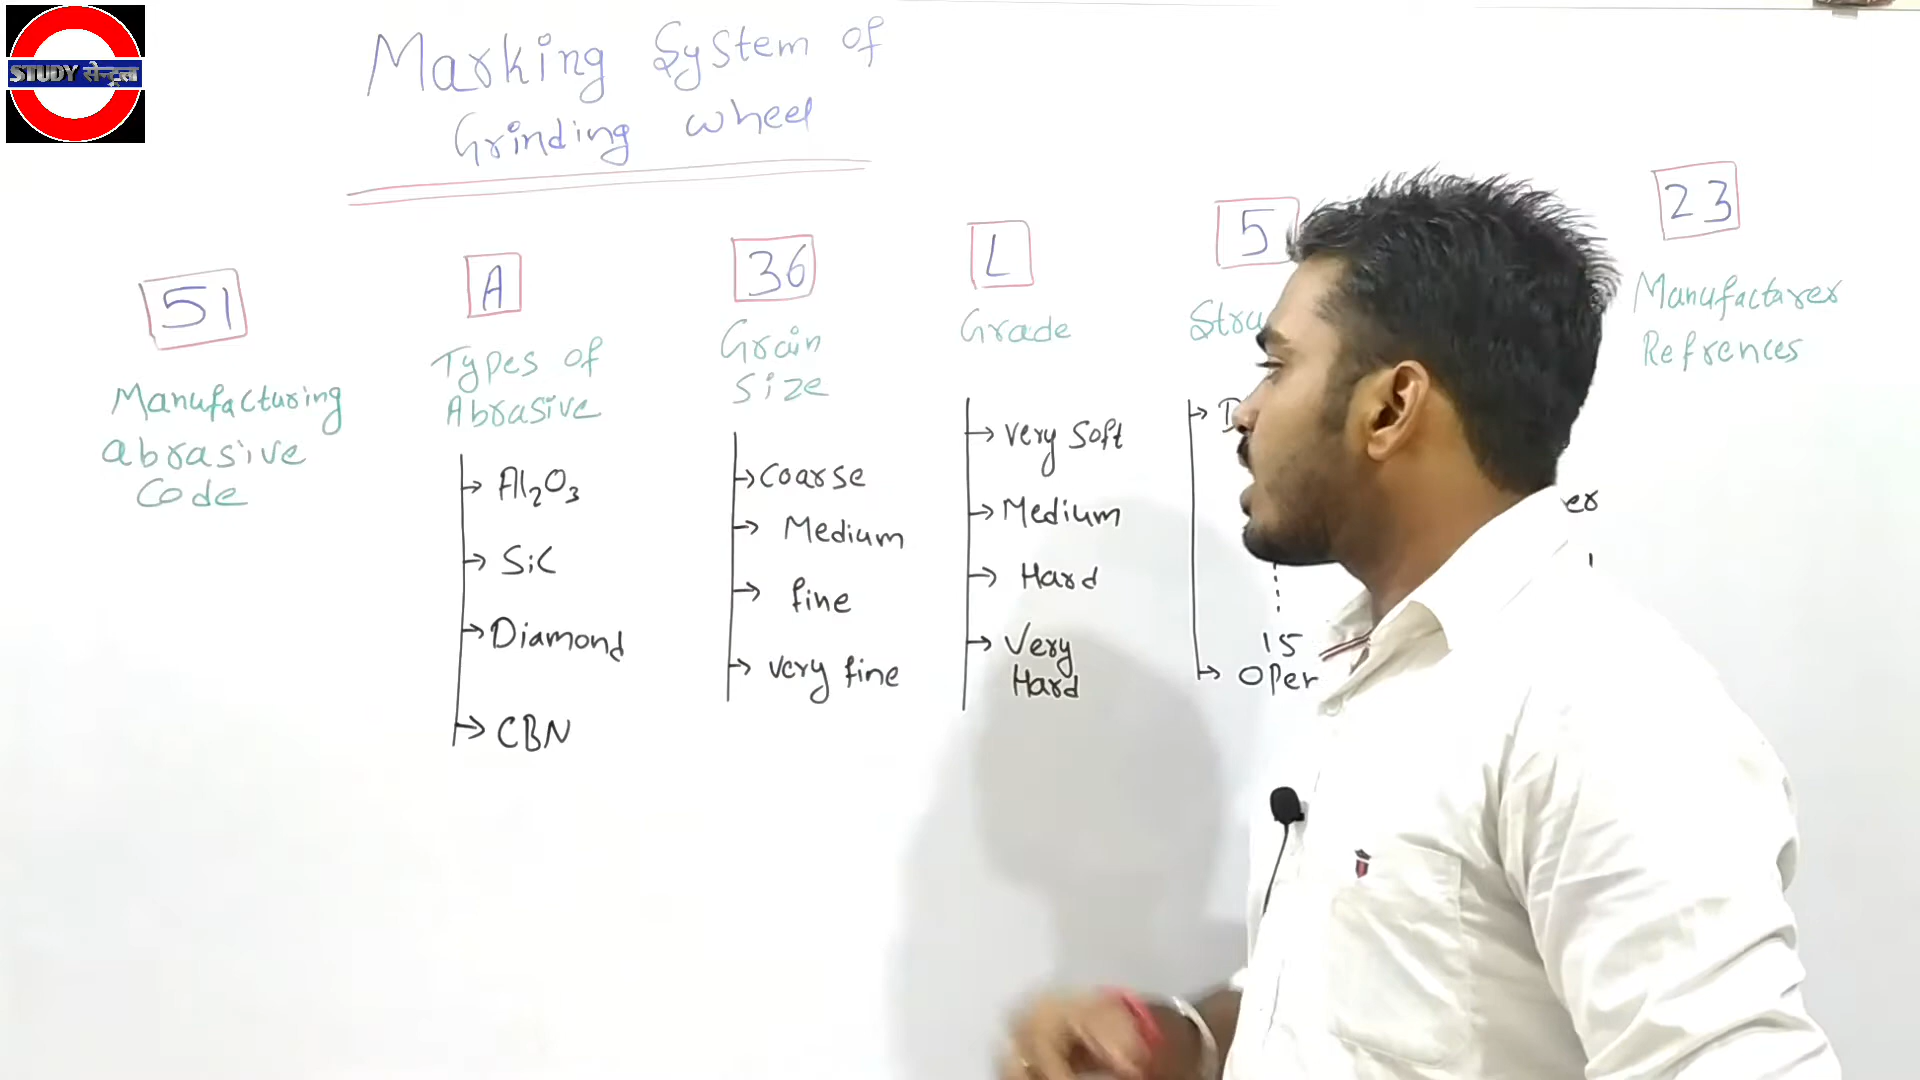 STUDY सेन्ट्रल
Marking System of
Grinding wheel
51
Manufacturing
abrasive
Code
A
Types of
Abrasive
Al2O3
SiC
Diamond
CBN
36
Grain
Size
Coarse
Medium
fine
very fine
L
Grade
very Soft
Medium
Hard
Very
Hard
5
15
23
Manufacturer
Refrences